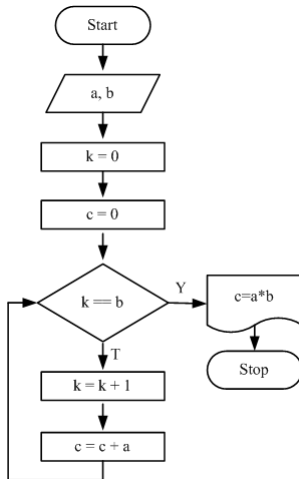 Start
a, b
k = 0
c = 0
k == b
Y
c=a*b
T
Stop
k = k + 1
c = c + a